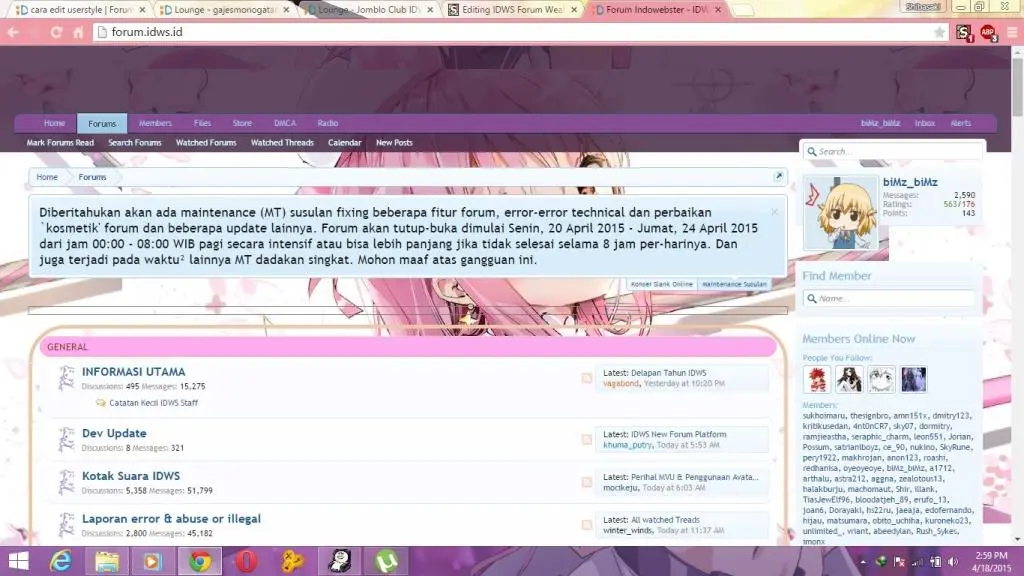 cara edit userstyle | Forum
Lounge - gajesmonogatar
Lounge - Jomblo Club ID
Editing IDWS Forum Wea
Forum Indowebster - IDW
Shibasaki
forum.idws.id
Home
Forums
Members
Files
Store
DMCA
Radio
biMz_biMz
Inbox
Alerts
Mark Forums Read
Search Forums
Watched Forums
Watched Threads
Calendar
New Posts
Search...
Home
Forums
biMz_biMz
Messages: 2,590
Ratings: 563/176
Points: 143
Diberitahukan akan ada maintenance (MT) susulan fixing beberapa fitur forum, error-error technical dan perbaikan
`kosmetik' forum dan beberapa update lainnya. Forum akan tutup-buka dimulai Senin, 20 April 2015 - Jumat, 24 April 2015
dari jam 00:00 - 08:00 WIB pagi secara intensif atau bisa lebih panjang jika tidak selesai selama 8 jam per-harinya. Dan
juga terjadi pada waktu² lainnya MT dadakan singkat. Mohon maaf atas gangguan ini.
Konser Slank Online
Maintenance Susulan
Find Member
Name...
GENERAL
INFORMASI UTAMA
Discussions: 495 Messages: 15,275
Catatan Kecil IDWS Staff
Latest: Delapan Tahun IDWS
vagabond, Yesterday at 10:20 PM
Dev Update
Discussions: 8 Messages: 321
Latest: IDWS New Forum Platform
khuma_putry, Today at 5:53 AM
Kotak Suara IDWS
Discussions: 5,358 Messages: 51,799
Latest: Perihal MVU & Penggunaan Avata...
mocikeju, Today at 6:03 AM
Laporan error & abuse or illegal
Discussions: 2,800 Messages: 45,182
Latest: All watched Treads
winter_winds, Today at 11:37 AM
Members Online Now
People You Follow:
Members:
sukhoimaru, thesignbro, amn151x, dmitry123,
kritikusedan, 4nt0nCR7, sky07, dormitry,
ramjieastha, seraphic_charm, leon551, Jorian,
Possum, satrianiboyz, ce_90, nukino, SkyRune,
pery1922, makhrojan, anon123, roashi,
redhanisa, oyeoyeoye, biMz_biMz, a1712,
arthalu, astra212, aggna, zealotous13,
halakburju, machomaut, Shir, lilank,
TiasJewElf96, bloodatjeh_89, erufo_13,
joan6, Dorayaki, hs22ru, jaeaja, edofernando,
hijau, matsumara, obito_uchiha, kuroneko23,
unlimited_, wriant, abeedylan, Rush_Sykes,
2:59 PM
4/18/2015